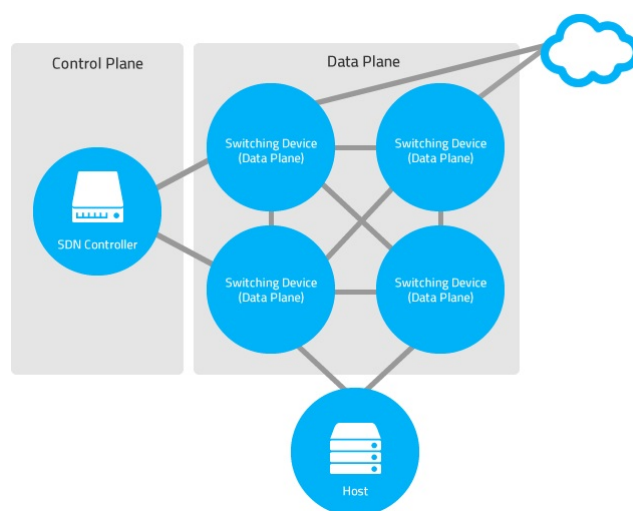 Control Plane
Data Plane
Switching Device
(Data Plane)
Switching Device
(Data Plane)
SDN Controller
Switching Device
(Data Plane)
Switching Device
(Data Plane)
Host